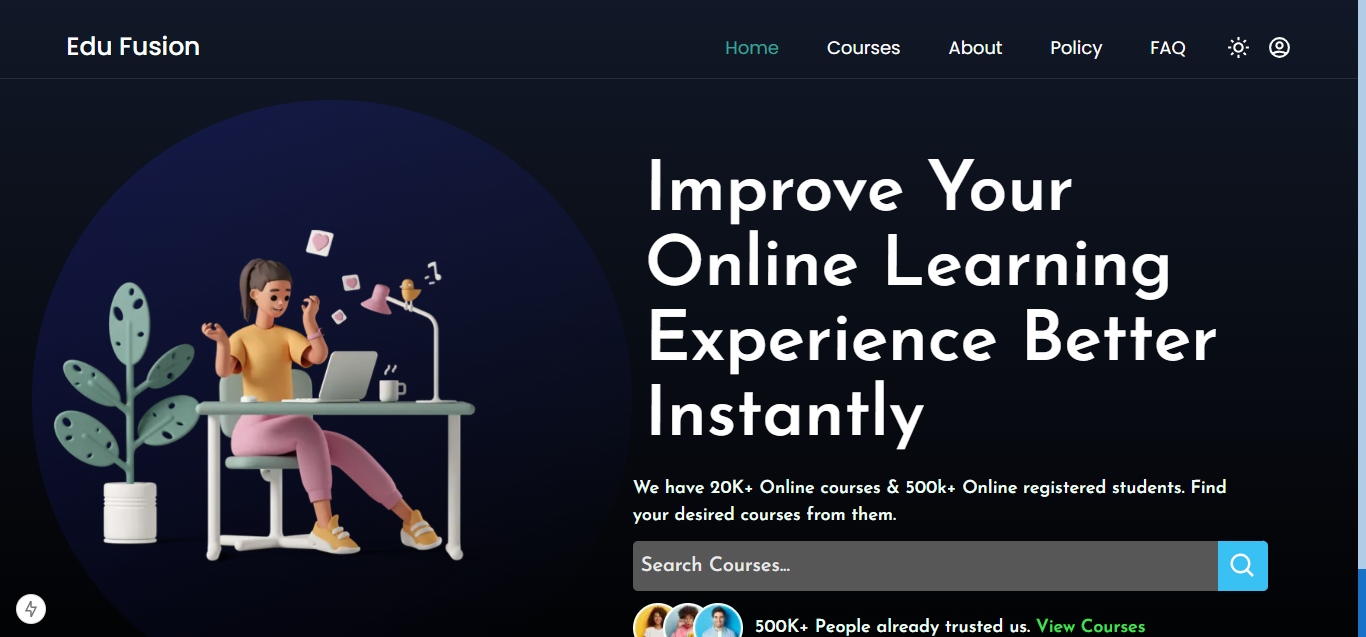 Edu Fusion
Home Courses About Policy FAQ
Improve Your
Online Learning
Experience Better
Instantly
We have 20K+ Online courses & 500k+ Online registered students. Find
your desired courses from them.
Search Courses...
500K+ People already trusted us. View Courses